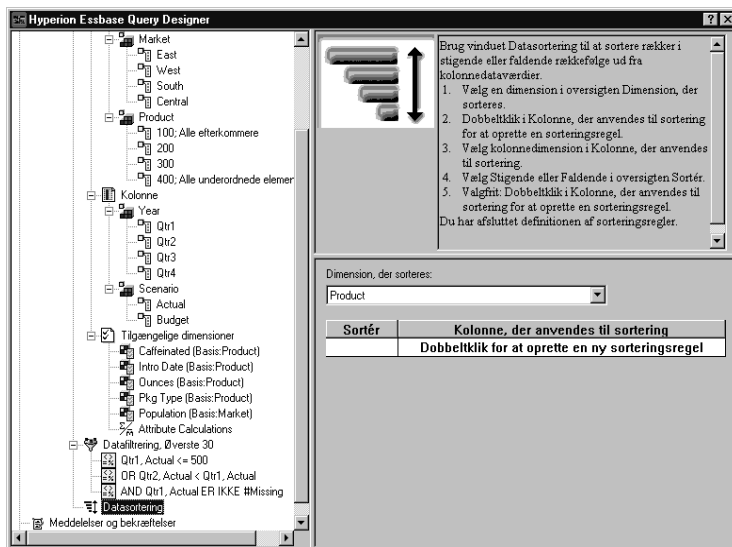 Hyperion Essbase Query Designer
Market
East
West
South
Central
Product
100; Alle efterkommere
200
300
400; Alle underordnede elemen
Kolonne
Year
Qtr1
Qtr2
Qtr3
Qtr4
Scenario
Actual
Budget
Tilgængelige dimensioner
Caffeinated (Basis:Product)
Intro Date (Basis:Product)
Ounces (Basis:Product)
Pkg Type (Basis:Product)
Population (Basis:Market)
Attribute Calculations
Datafiltrering, Øverste 30
Qtr1, Actual <= 500
OR Qtr2, Actual < Qtr1, Actual
AND Qtr1, Actual ER IKKE #Missing
Datasortering
Meddelelser og bekræftelser
Brug vinduet Datasortering til at sortere rækker i
stigende eller faldende rækkefølge ud fra
kolonnedataværdier.
1. Vælg en dimension i oversigten Dimension, der
sorteres.
2. Dobbeltklik i Kolonne, der anvendes til sortering
for at oprette en sorteringsregel.
3. Vælg kolonnedimension i Kolonne, der anvendes
til sortering.
4. Vælg Stigende eller Faldende i oversigten Sortér.
5. Valgfrit: Dobbeltklik i Kolonne, der anvendes til
sortering for at oprette en sorteringsregel.
Du har afsluttet definitionen af sorteringsregler.
Dimension, der sorteres:
Product
Sortér Kolonne, der anvendes til sortering
Dobbeltklik for at oprette en ny sorteringsregel